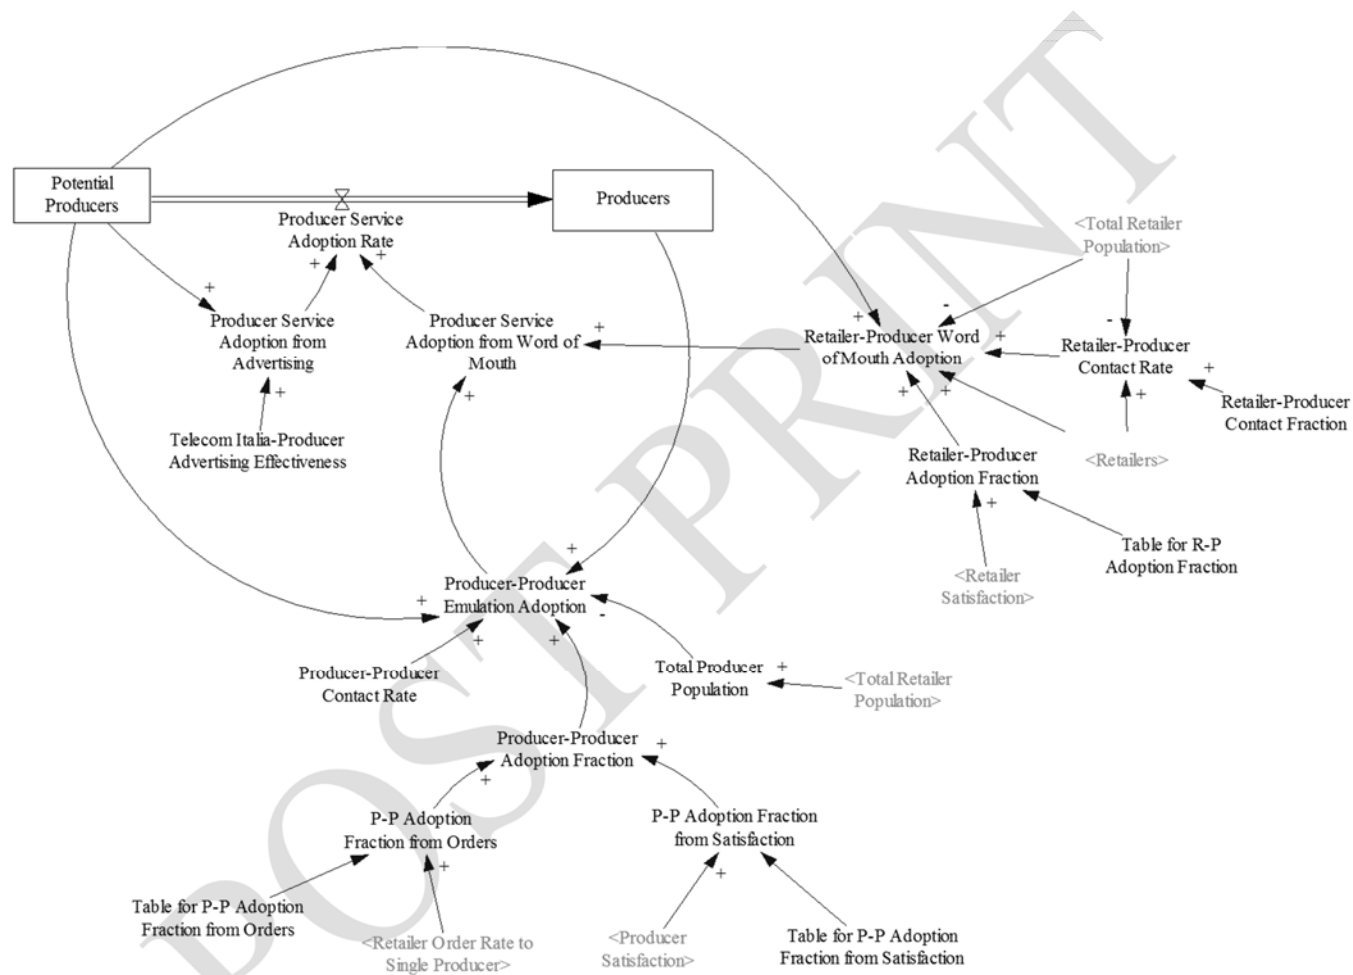 Potential
Producers
Producers
Producer Service
Adoption Rate
+
+
+
Producer Service
Adoption from
Advertising
+
Telecom Italia-Producer
Advertising Effectiveness
Producer Service
Adoption from Word of
Mouth
+
+
<Total Retailer
Population>
-
-
+
+
Retailer-Producer Word
of Mouth Adoption
+
+
Retailer-Producer
Contact Rate
+
+
Retailer-Producer
Contact Fraction
Retailer-Producer
Adoption Fraction
+
<Retailers>
Table for R-P
Adoption Fraction
<Retailer
Satisfaction>
+
+
Producer-Producer
Emulation Adoption
-
+
+
Producer-Producer
Contact Rate
Total Producer
Population
+
<Total Retailer
Population>
Producer-Producer
Adoption Fraction
+
+
P-P Adoption
Fraction from Orders
+
P-P Adoption Fraction
from Satisfaction
+
Table for P-P Adoption
Fraction from Orders
<Retailer Order Rate to
Single Producer>
<Producer
Satisfaction>
Table for P-P Adoption
Fraction from Satisfaction
POST PRINT